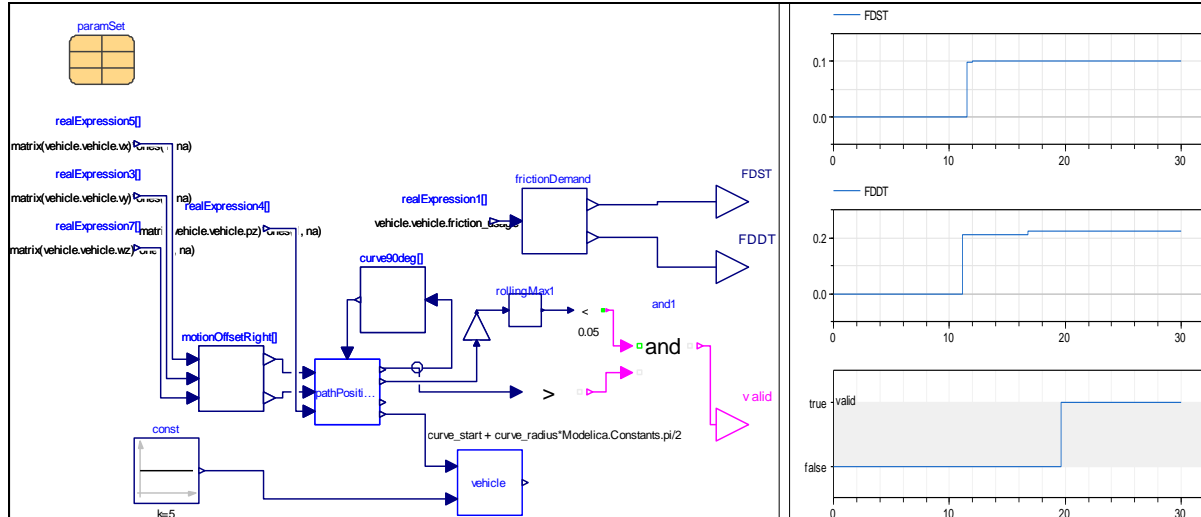 paramSet
realExpression5[]
matrix(vehicle.vehicle.vx) na)
realExpression3[]
matrix(vehicle.vehicle.vy) na)
realExpression4[]
realExpression7[]
vehicle.vehicle.pz) , na)
matrix(vehicle.vehicle.wz) , na)
realExpression1[]
vehicle.vehicle.friction_usage
frictionDemand
FDST
FDDT
curve90deg[]
rollingMax1
<
0.05
and1
and
motionOffsetRight[]
pathPositi...
>
valid
const
k=5
curve_start + curve_radius*Modelica.Constants.pi/2
vehicle
FDST
0.1
0.0
0 10 20 30
FDDT
0.2
0.0
0 10 20 30
valid
true
false
0 10 20 30